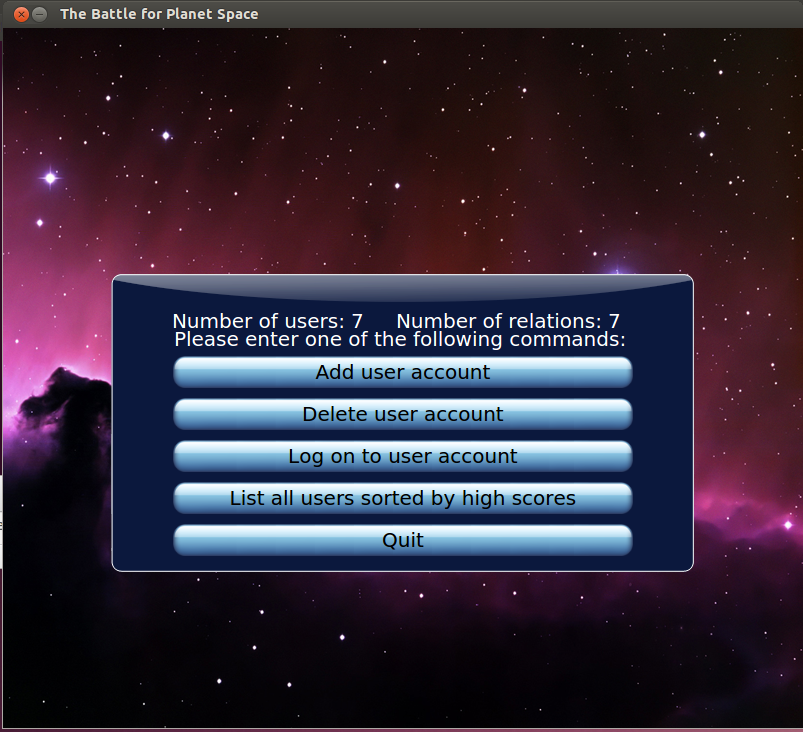 The Battle for Planet Space
Number of users: 7 Number of relations: 7
Please enter one of the following commands:
Add user account
Delete user account
Log on to user account
List all users sorted by high scores
Quit